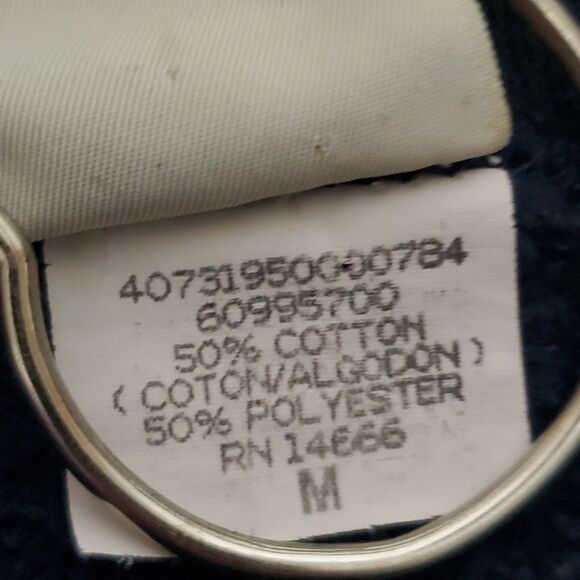 40731950000784
60995700
50% COTTON
( COTON/ALGODON )
50% POLYESTER
RN 14666
M